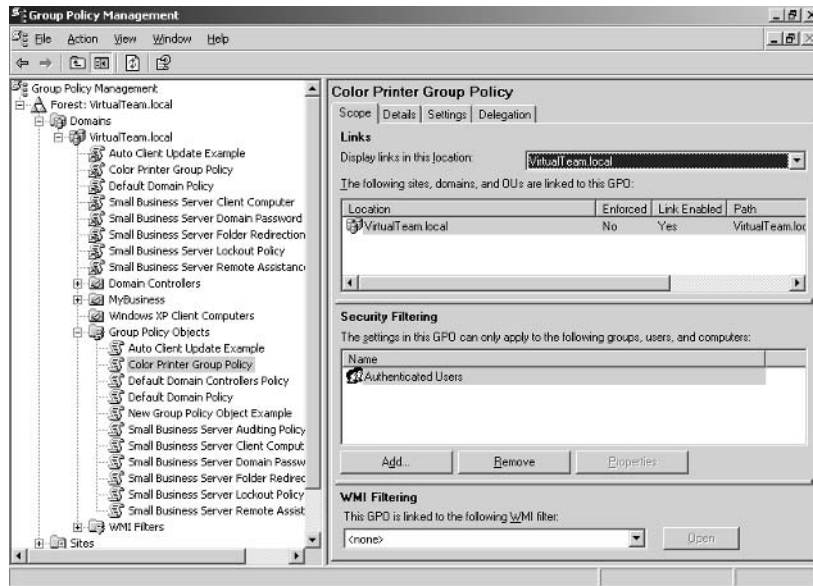 Group Policy Management
File Action View Window Help
Group Policy Management
Forest: VirtualTeam.local
Domains
VirtualTeam.local
Auto Client Update Example
Color Printer Group Policy
Default Domain Policy
Small Business Server Client Computer
Small Business Server Domain Password
Small Business Server Folder Redirection
Small Business Server Lockout Policy
Small Business Server Remote Assistanc
Domain Controllers
MyBusiness
Windows XP Client Computers
Group Policy Objects
Auto Client Update Example
Color Printer Group Policy
Default Domain Controllers Policy
Default Domain Policy
New Group Policy Object Example
Small Business Server Auditing Policy
Small Business Server Client Comput
Small Business Server Domain Passw
Small Business Server Folder Redirec
Small Business Server Lockout Policy
Small Business Server Remote Assist
WMI Filters
Sites
Color Printer Group Policy
Scope Details Settings Delegation
Links
Display links in this location: VirtualTeam.local
The following sites, domains, and OUs are linked to this GPO:
Location Enforced Link Enabled Path
VirtualTeam.local No Yes VirtualTeam.loc
Security Filtering
The settings in this GPO can only apply to the following groups, users, and computers:
Name
Authenticated Users
Add... Remove Properties
WMI Filtering
This GPO is linked to the following WMI filter:
<none> Open